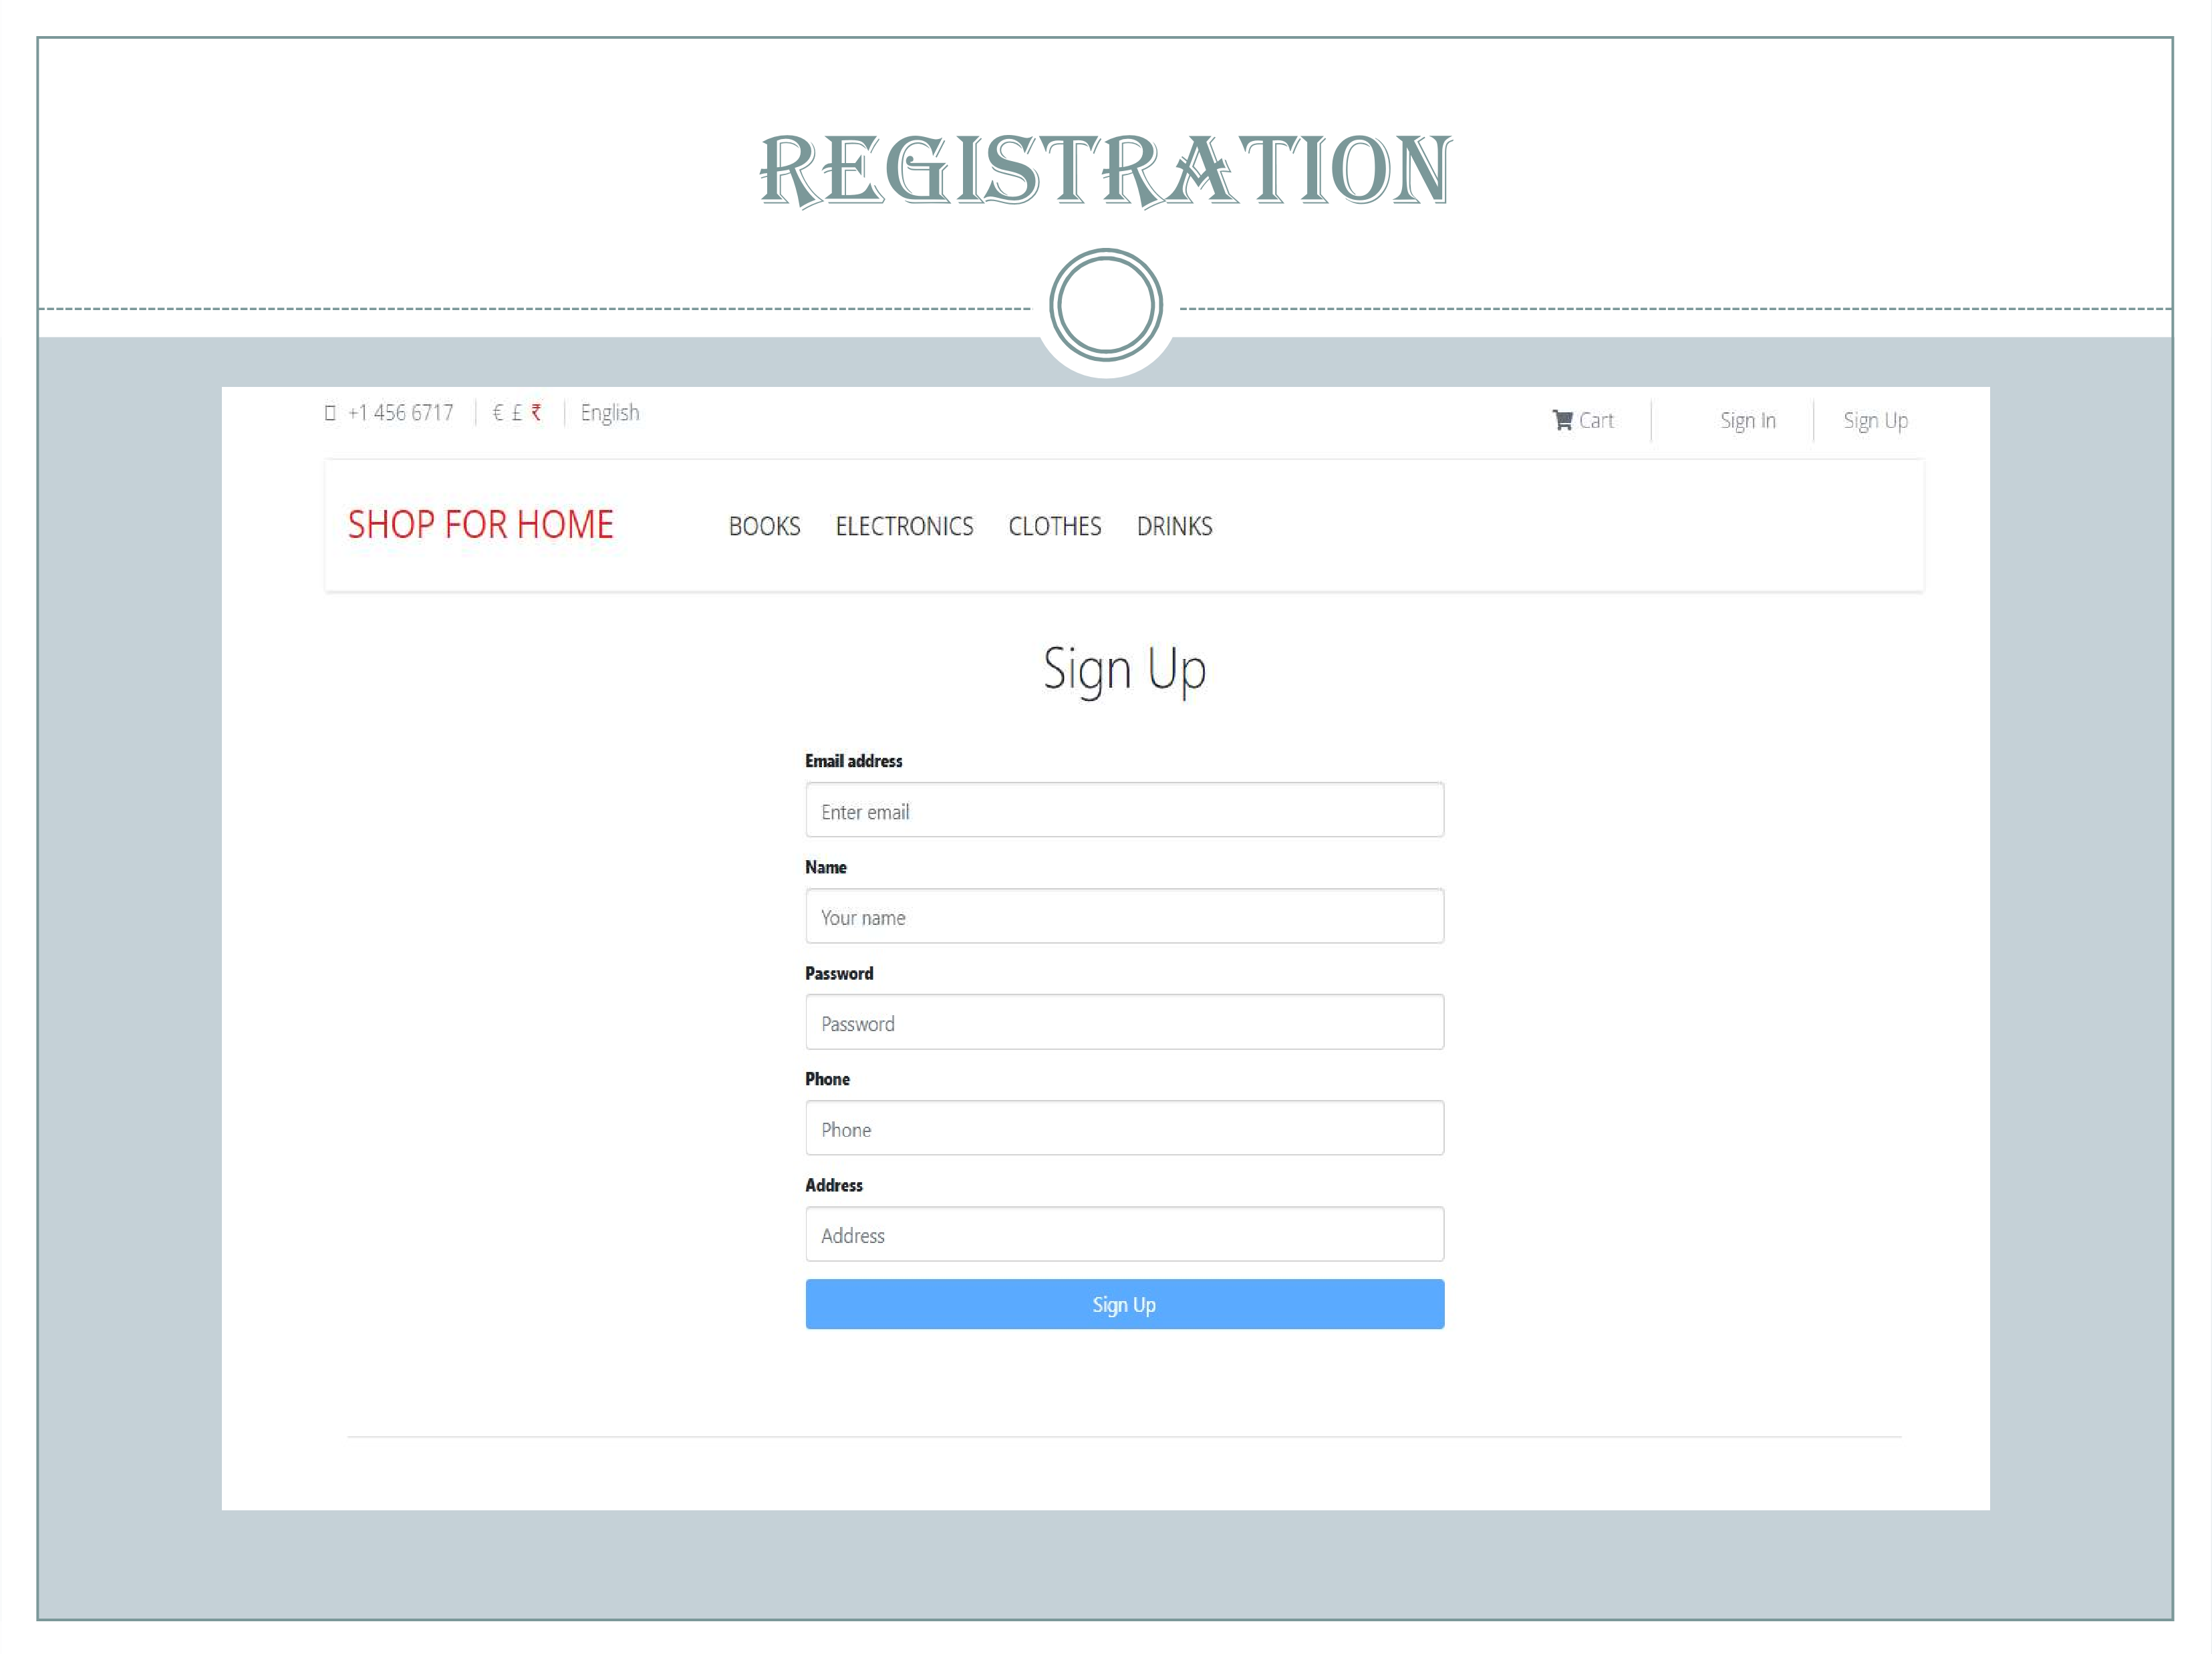 REGISTRATION
+1 456 6717 € £ ₹ English
Cart Sign In Sign Up
SHOP FOR HOME BOOKS ELECTRONICS CLOTHES DRINKS
Sign Up
Email address
Enter email
Name
Your name
Password
Password
Phone
Phone
Address
Address
Sign Up